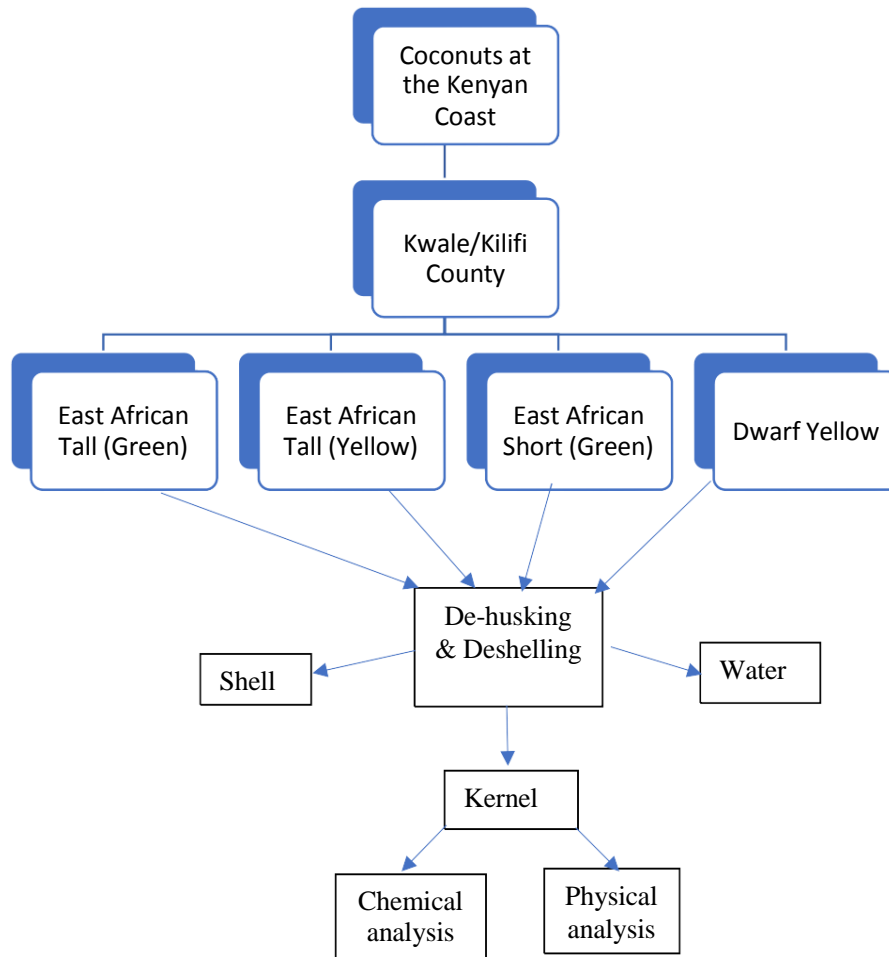 Coconuts at
the Kenyan
Coast
Kwale/Kilifi
County
East African
Tall (Green)
East African
Tall (Yellow)
East African
Short (Green)
Dwarf Yellow
De-husking
& Deshelling
Shell
Water
Kernel
Chemical
analysis
Physical
analysis